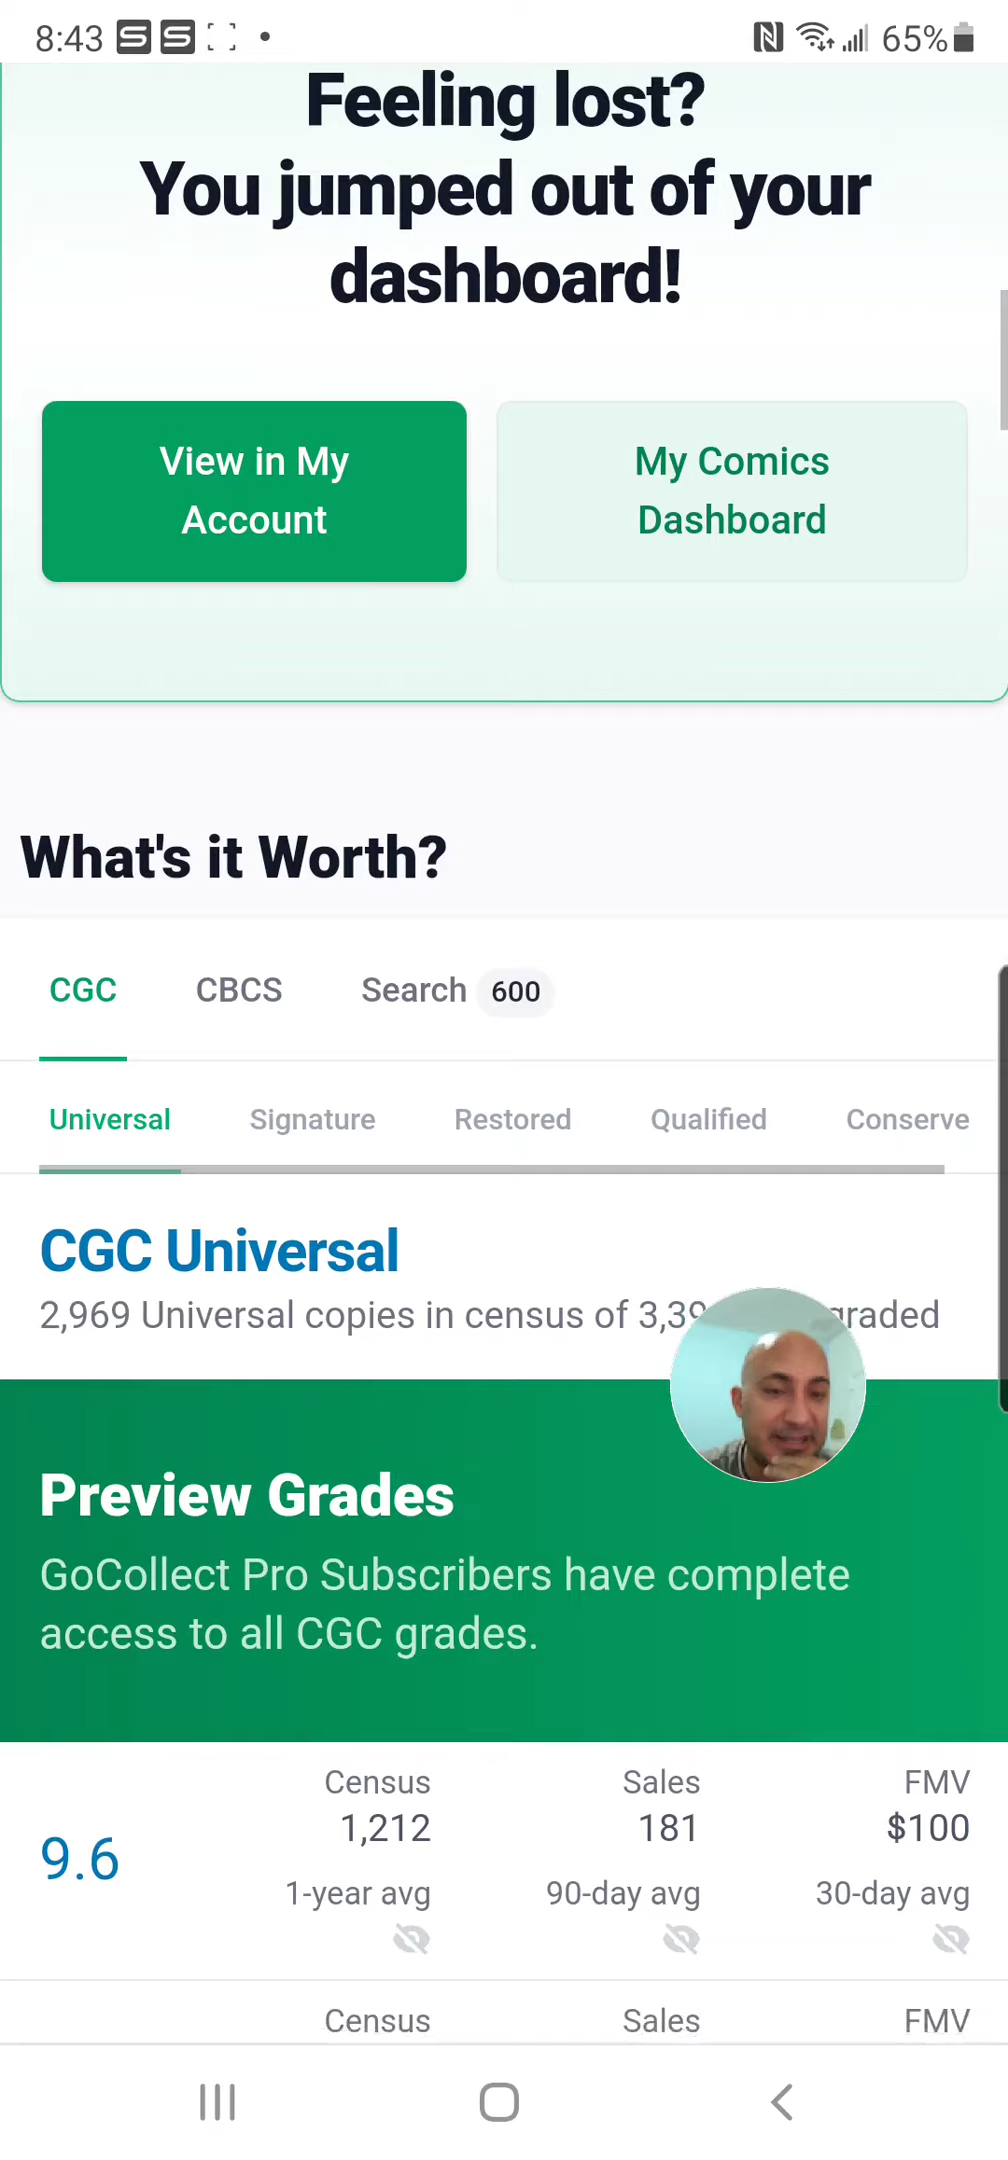 8:43
65%
Feeling lost?
You jumped out of your
dashboard!
View in My
Account
My Comics
Dashboard
What's it Worth?
CGC CBCS Search 600
Universal Signature Restored Qualified Conserve
CGC Universal
2,969 Universal copies in census of 3,39 graded
Preview Grades
GoCollect Pro Subscribers have complete
access to all CGC grades.
Census Sales FMV
9.6 1,212 181 $100
1-year avg 90-day avg 30-day avg
Census Sales FMV